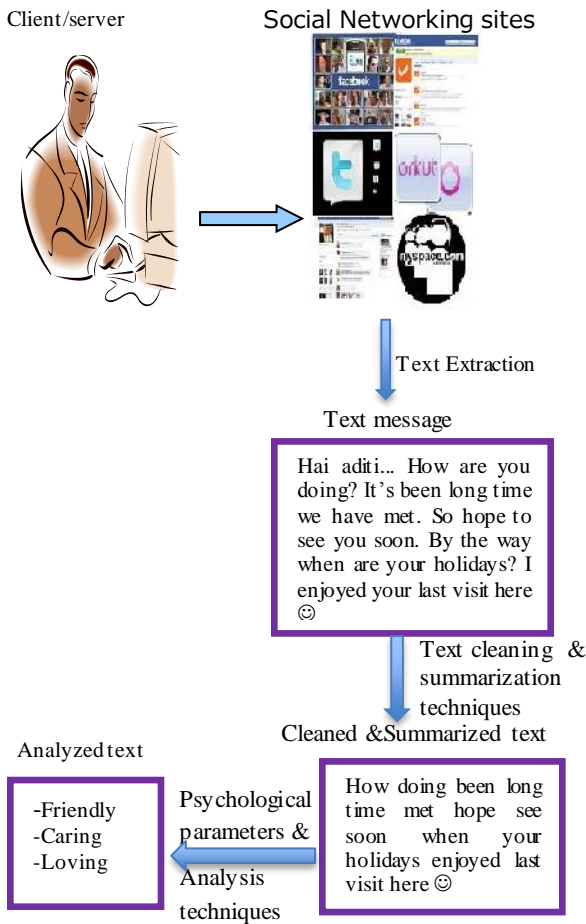 Client/server
Social Networking sites
facebook
orkut
myspace.com
Text Extraction
Text message
Hai aditi... How are you
doing? It’s been long time
we have met. So hope to
see you soon. By the way
when are your holidays? I
enjoyed your last visit here
☺
Text cleaning &
summarization
techniques
Cleaned &Summarized text
How doing been long
time met hope see
soon when your
holidays enjoyed last
visit here ☺
Psychological
parameters &
Analysis
techniques
Analyzed text
-Friendly
-Caring
-Loving